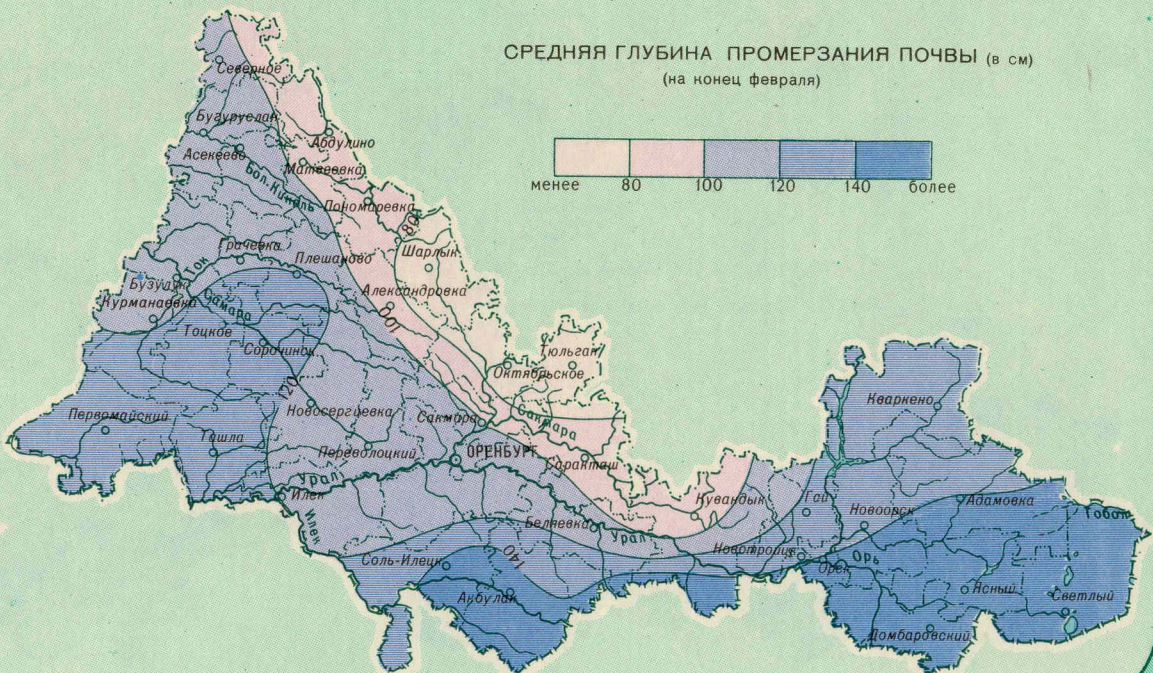 СРЕДНЯЯ ГЛУБИНА ПРОМЕРЗАНИЯ ПОЧВЫ (в см)
(на конец февраля)
менее 80 100 120 140 более
Северное
Бугуруслан
Абдулино
Асекеево
Матвеевка
Бол. Кинель
Пономаревка
80
Грачевка
Шарлык
Плешаново
Ток
Бузулук
Александровка
Курманаевка
Самара
100
Тоцкое
Сорочинск
Тюльган
Октябрьское
120
Кваркено
Первомайский
Новосергиевка
Сакмара
Сакмара
Ташла
Переволоцкий
ОРЕНБУРГ
Саракташ
Урал
Илек
Кувандык
Гай
Адамовка
Илек
Беляевка
Урал
Новоорск
Тобол
Соль-Илецк
140
Новотроицк
Орск
Орь
Акбулак
Ясный
Светлый
Домбаровский